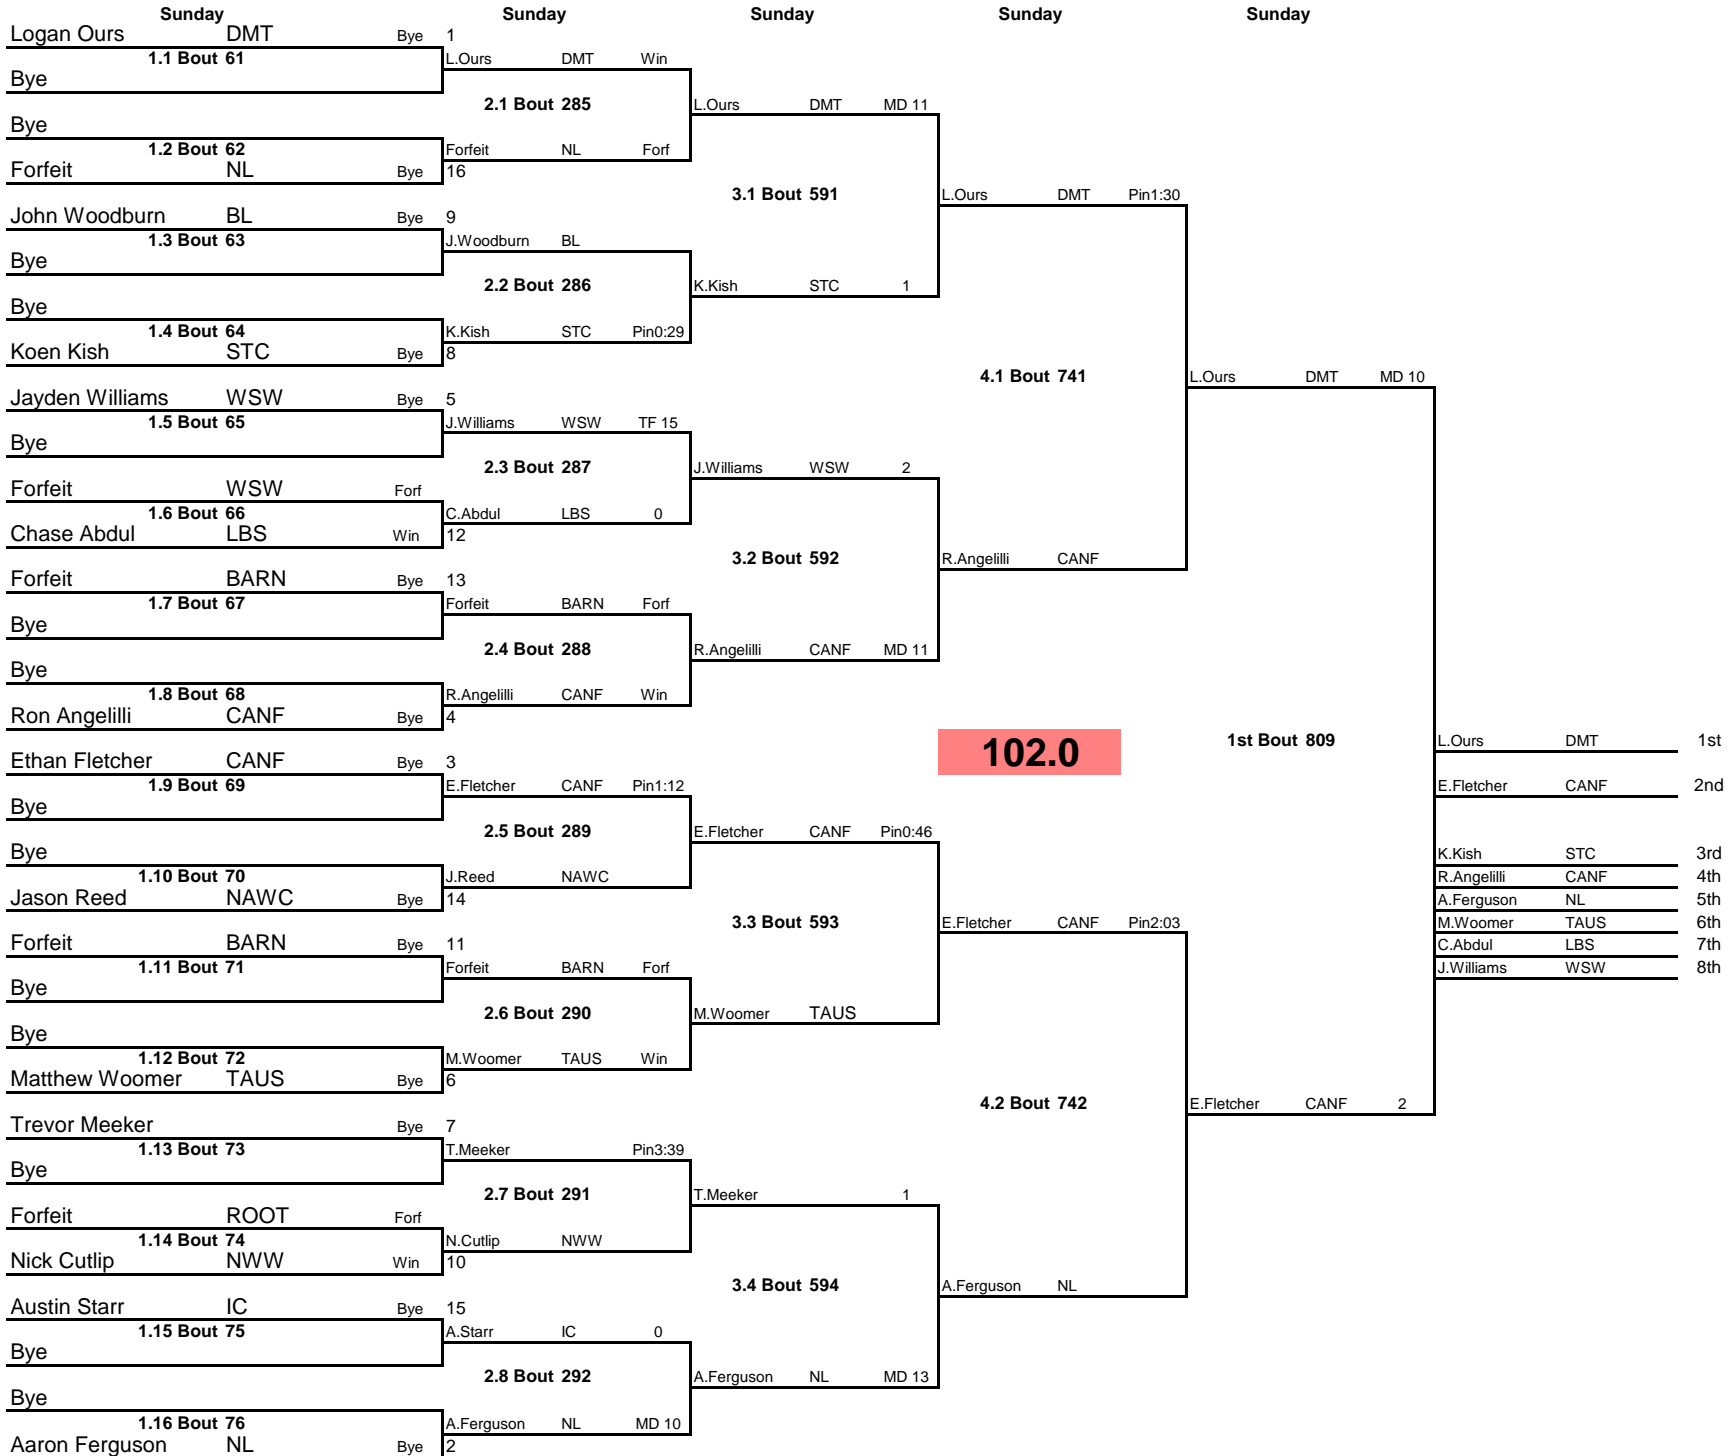 Sunday Sunday Sunday Sunday Sunday
Logan Ours DMT Bye 1
1.1 Bout 61
L.Ours DMT Win
Bye
2.1 Bout 285
L.Ours DMT MD 11
Bye
1.2 Bout 62
Forfeit NL Forf
Forfeit NL Bye 16
3.1 Bout 591
L.Ours DMT Pin1:30
John Woodburn BL Bye 9
1.3 Bout 63
J.Woodburn BL
Bye
2.2 Bout 286
K.Kish STC 1
Bye
1.4 Bout 64
K.Kish STC Pin0:29
Koen Kish STC Bye 8
4.1 Bout 741
L.Ours DMT MD 10
Jayden Williams WSW Bye 5
1.5 Bout 65
J.Williams WSW TF 15
Bye
2.3 Bout 287
J.Williams WSW 2
Forfeit WSW Forf
1.6 Bout 66
C.Abdul LBS 0
Chase Abdul LBS Win 12
3.2 Bout 592
R.Angelilli CANF
Forfeit BARN Bye 13
1.7 Bout 67
Forfeit BARN Forf
Bye
2.4 Bout 288
R.Angelilli CANF MD 11
Bye
1.8 Bout 68
R.Angelilli CANF Win
Ron Angelilli CANF Bye 4
102.0
1st Bout 809
L.Ours DMT 1st
Ethan Fletcher CANF Bye 3
1.9 Bout 69
E.Fletcher CANF Pin1:12
E.Fletcher CANF 2nd
Bye
2.5 Bout 289
E.Fletcher CANF Pin0:46
Bye
K.Kish STC 3rd
1.10 Bout 70
J.Reed NAWC
R.Angelilli CANF 4th
Jason Reed NAWC Bye 14
A.Ferguson NL 5th
3.3 Bout 593
E.Fletcher CANF Pin2:03
M.Woomer TAUS 6th
Forfeit BARN Bye 11
C.Abdul LBS 7th
1.11 Bout 71
Forfeit BARN Forf
J.Williams WSW 8th
Bye
2.6 Bout 290
M.Woomer TAUS
Bye
1.12 Bout 72
M.Woomer TAUS Win
Matthew Woomer TAUS Bye 6
4.2 Bout 742
E.Fletcher CANF 2
Trevor Meeker Bye 7
1.13 Bout 73
T.Meeker Pin3:39
Bye
2.7 Bout 291
T.Meeker 1
Forfeit ROOT Forf
1.14 Bout 74
N.Cutlip NWW
Nick Cutlip NWW Win 10
3.4 Bout 594
A.Ferguson NL
Austin Starr IC Bye 15
1.15 Bout 75
A.Starr IC 0
Bye
2.8 Bout 292
A.Ferguson NL MD 13
Bye
1.16 Bout 76
A.Ferguson NL MD 10
Aaron Ferguson NL Bye 2